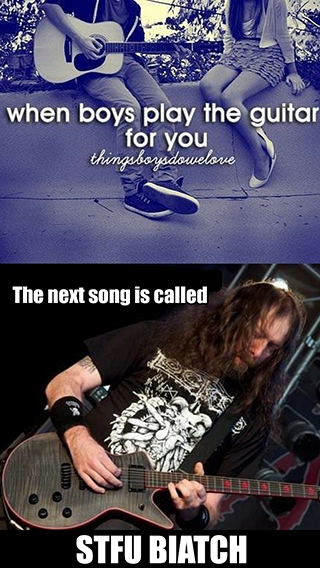 when boys play the guitar
for you
thingsboysdowelove
The next song is called
STFU BIATCH